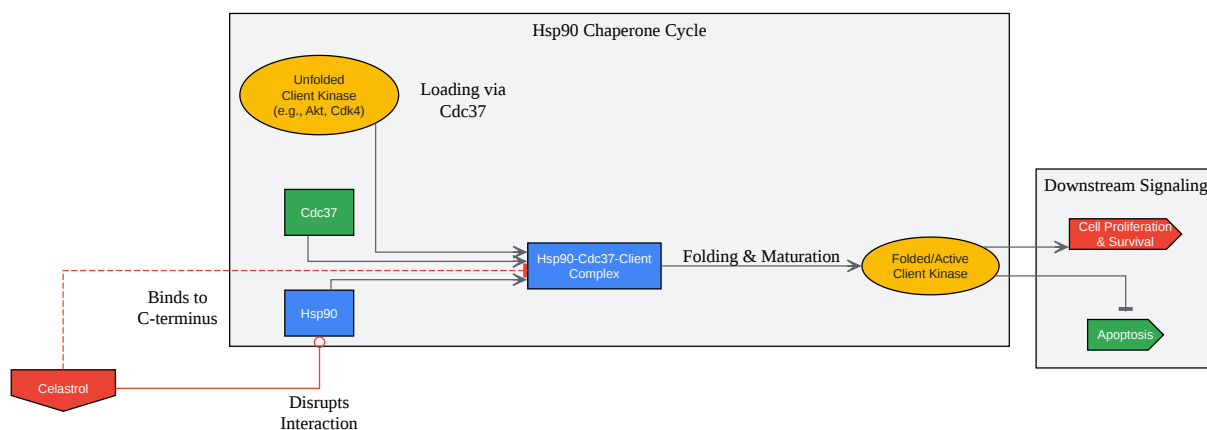 Hsp90 Chaperone Cycle
Unfolded
Client Kinase
(e.g., Akt, Cdk4)
Loading via
Cdc37
Cdc37
Hsp90-Cdc37-Client
Complex
Folding & Maturation
Folded/Active
Client Kinase
Downstream Signaling
Cell Proliferation
& Survival
Apoptosis
Binds to
C-terminus
Hsp90
Celastrol
Disrupts
Interaction